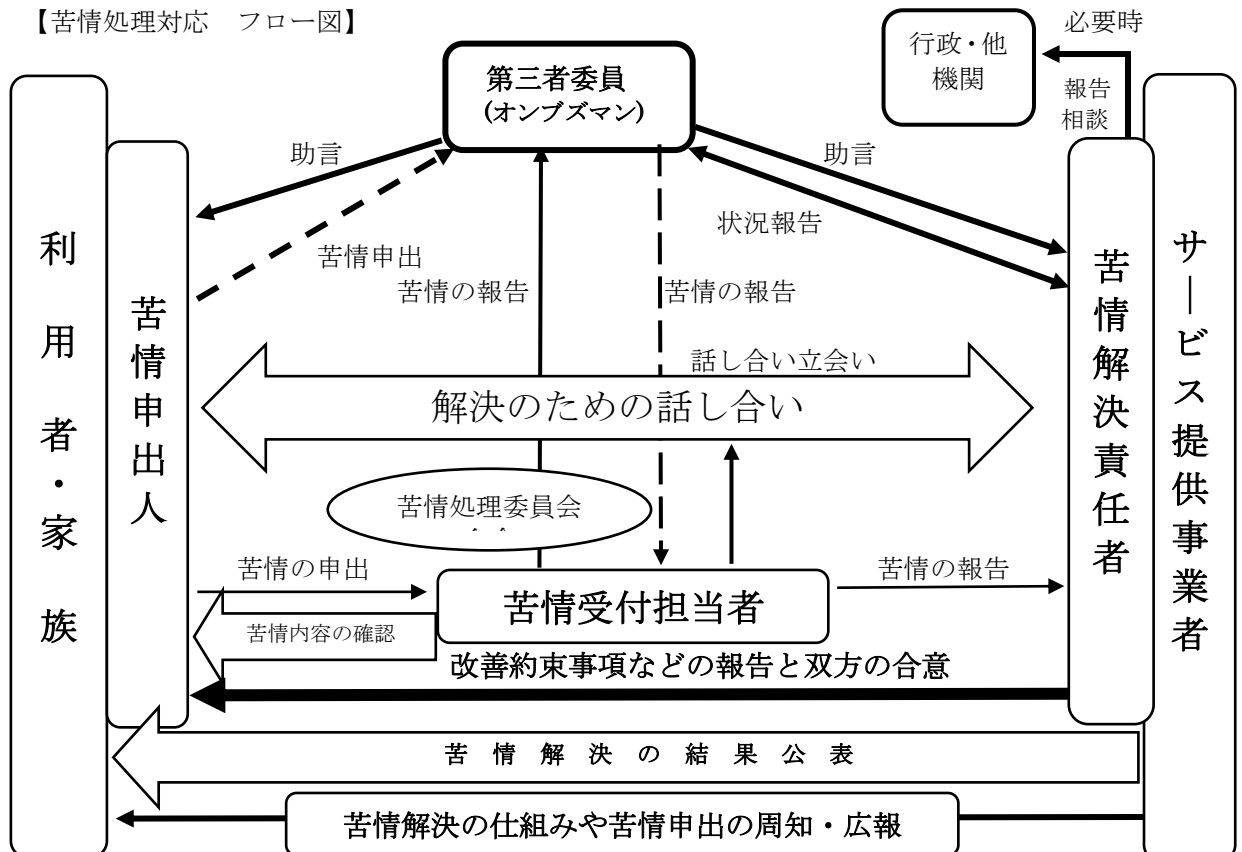 【苦情処理対応　フロー図】
必要時
行政・他
機関
報告
相談
第三者委員
(オンブズマン)
助言
助言
状況報告
苦情申出
苦情の報告
苦情の報告
利用者・家族
苦情申出人
苦情解決責任者
サービス提供事業者
話し合い立会い
解決のための話し合い
苦情処理委員会
苦情の申出
苦情の報告
苦情受付担当者
苦情内容の確認
改善約束事項などの報告と双方の合意
苦情解決の結果公表
苦情解決の仕組みや苦情申出の周知・広報